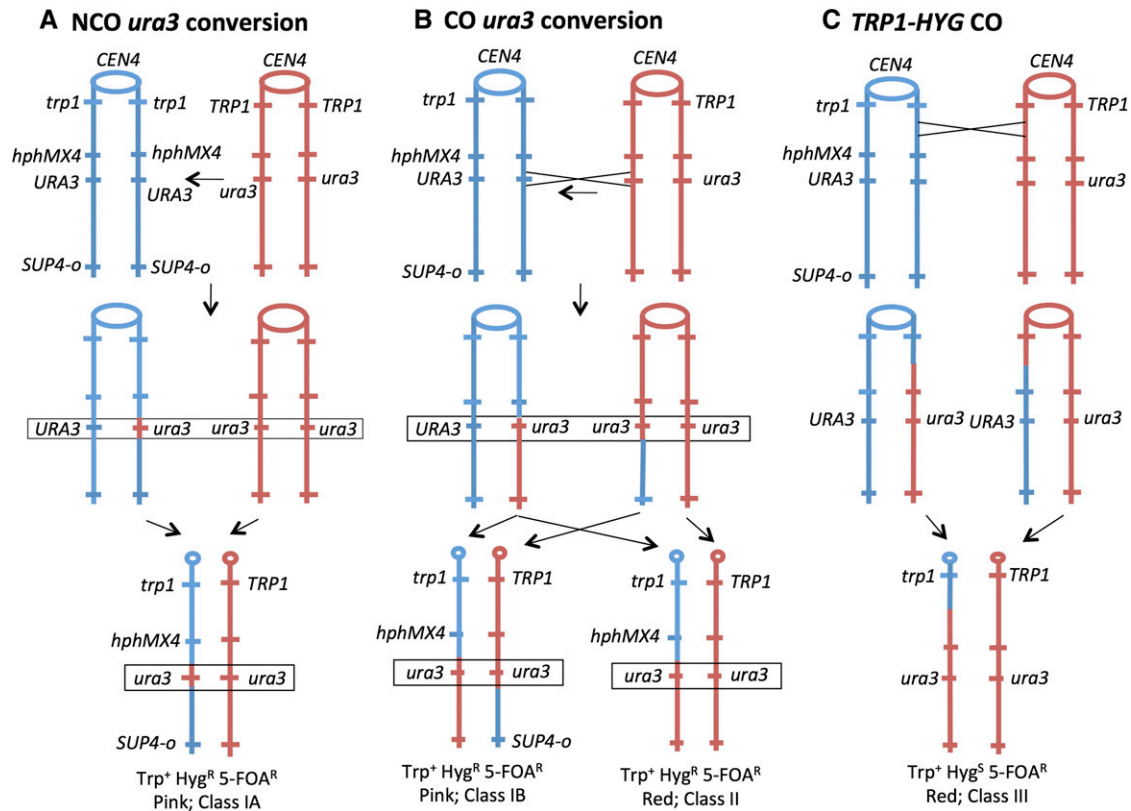 A NCO ura3 conversion
CEN4
CEN4
trp1
trp1
TRP1
TRP1
hphMX4
hphMX4
URA3
URA3
ura3
ura3
SUP4-o
SUP4-o
URA3
ura3
ura3
ura3
trp1
TRP1
hphMX4
ura3
ura3
SUP4-o
Trp⁺ Hygᴿ 5-FOAᴿ
Pink; Class IA
B CO ura3 conversion
CEN4
CEN4
trp1
TRP1
hphMX4
URA3
ura3
SUP4-o
URA3
ura3
ura3
ura3
trp1
TRP1
hphMX4
ura3
ura3
SUP4-o
Trp⁺ Hygᴿ 5-FOAᴿ
Pink; Class IB
trp1
TRP1
hphMX4
ura3
ura3
Trp⁺ Hygᴿ 5-FOAᴿ
Red; Class II
C TRP1-HYG CO
CEN4
CEN4
trp1
TRP1
hphMX4
URA3
ura3
SUP4-o
URA3
ura3
URA3
ura3
trp1
TRP1
ura3
ura3
Trp⁺ Hygˢ 5-FOAᴿ
Red; Class III